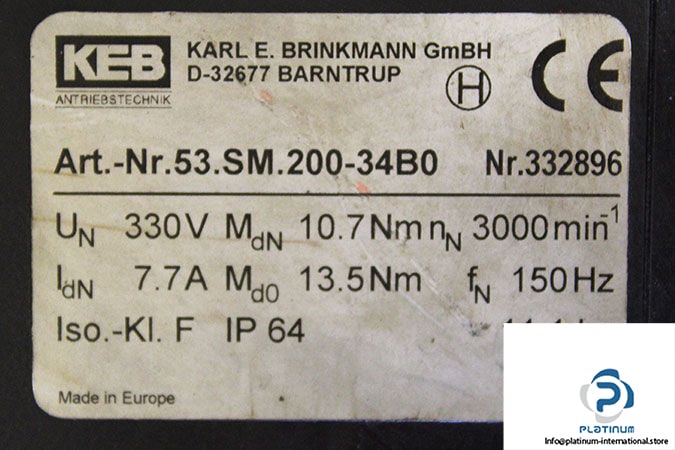 KEB
ANTRIEBSTECHNIK
KARL E. BRINKMANN GmBH
D-32677 BARNTRUP
H
CE
Art.-Nr.53.SM.200-34B0 Nr.332896
UN 330V MdN 10.7Nm nN 3000min-1
IdN 7.7A Md0 13.5Nm fN 150Hz
Iso.-Kl. F IP 64
Made in Europe
PLATINUM
Info@platinum-international.store